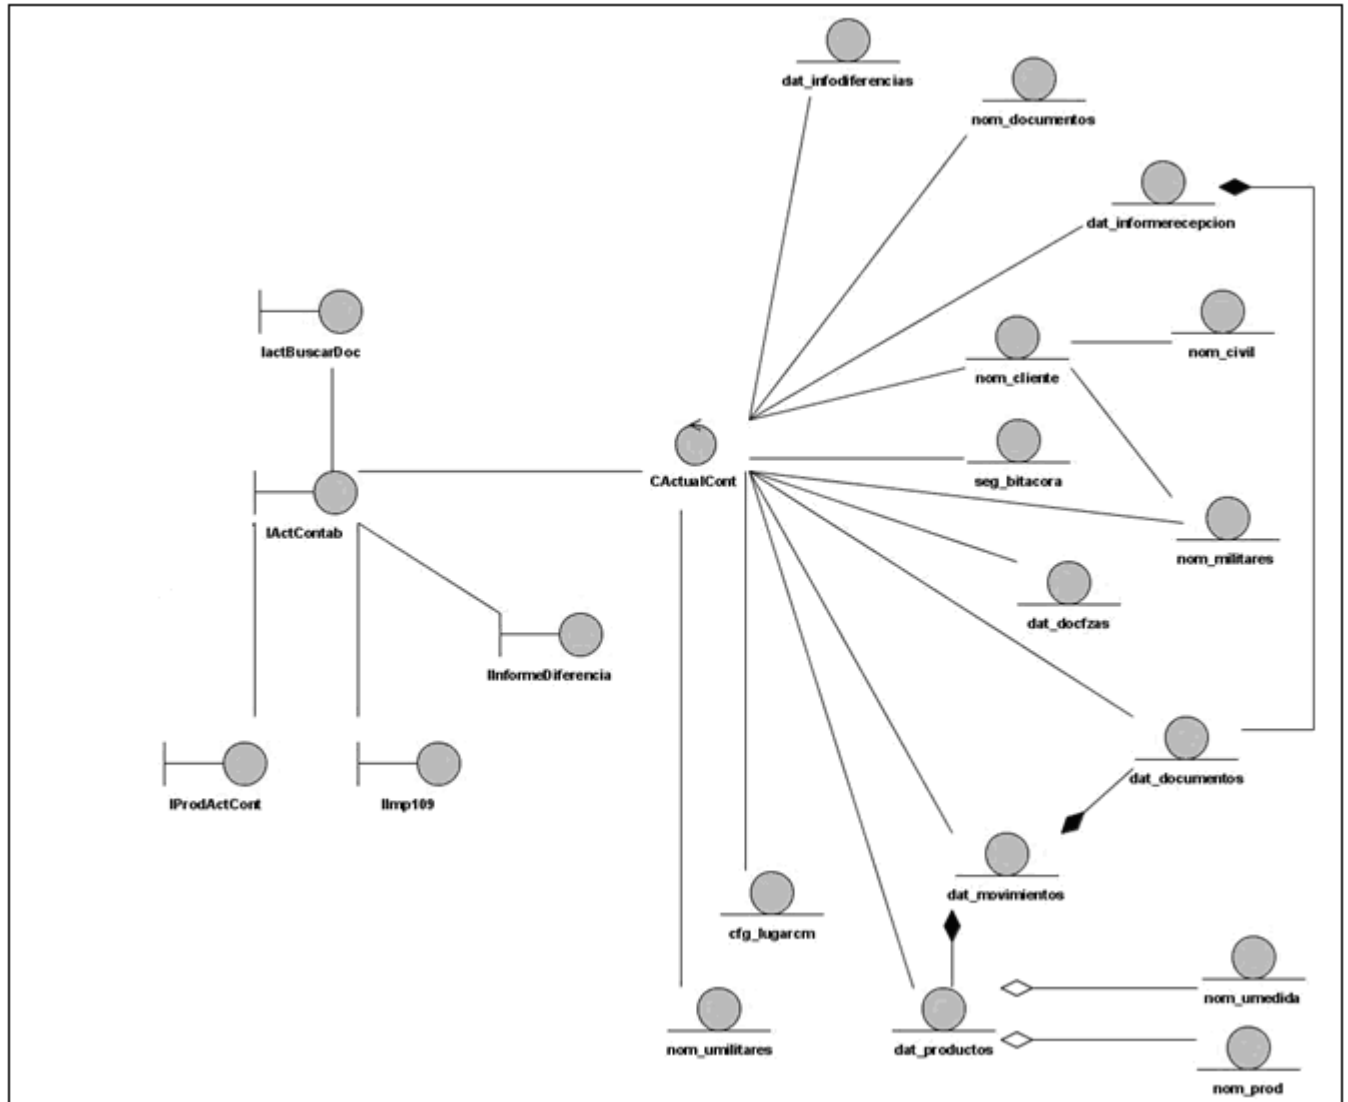 dat_infodiferencias
nom_documentos
dat_informerecepcion
IactBuscarDoc
nom_civil
nom_cliente
CActualCont
seg_bitacora
IActContab
nom_militares
dat_docfzas
IInformeDiferencia
dat_documentos
IProdActCont
IImp109
dat_movimientos
cfg_lugarcm
nom_umedida
nom_umilitares
dat_productos
nom_prod